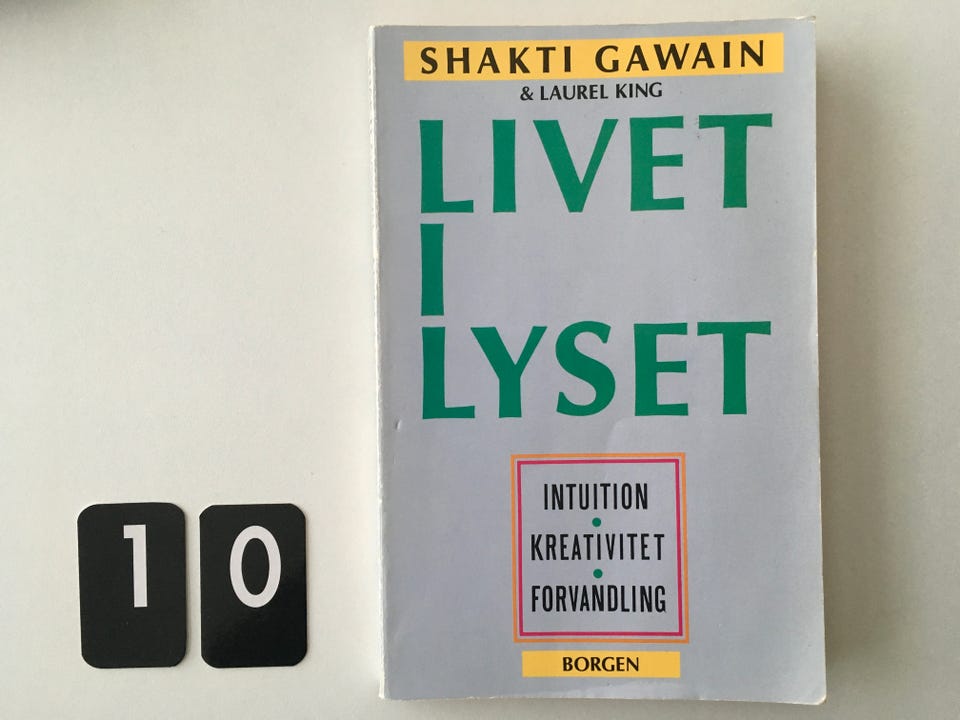 SHAKTI GAWAIN
& LAUREL KING
LIVET
I
LYSET
INTUITION
•
KREATIVITET
•
FORVANDLING
BORGEN
10